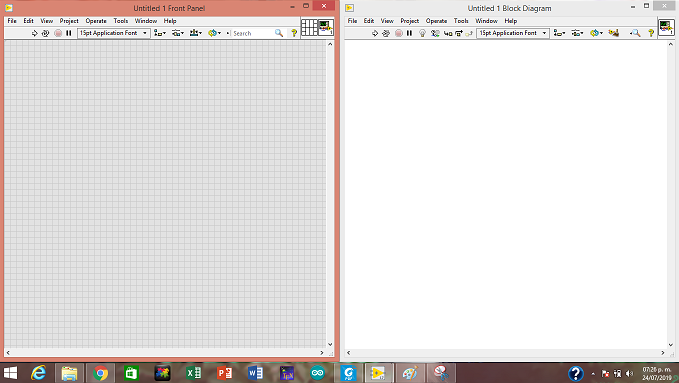 Untitled 1 Front Panel
File Edit View Project Operate Tools Window Help
15pt Application Font
Search
?
Untitled 1 Block Diagram
File Edit View Project Operate Tools Window Help
15pt Application Font
?
07:26 p. m.
24/07/2019